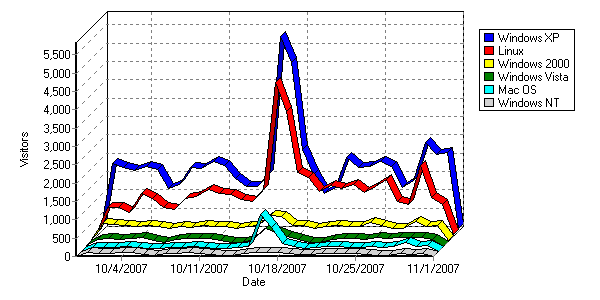 5,500
5,000
4,500
4,000
3,500
3,000
2,500
2,000
1,500
1,000
500
0
Visitors
10/4/2007 10/11/2007 10/18/2007 10/25/2007 11/1/2007
Date
Windows XP
Linux
Windows 2000
Windows Vista
Mac OS
Windows NT